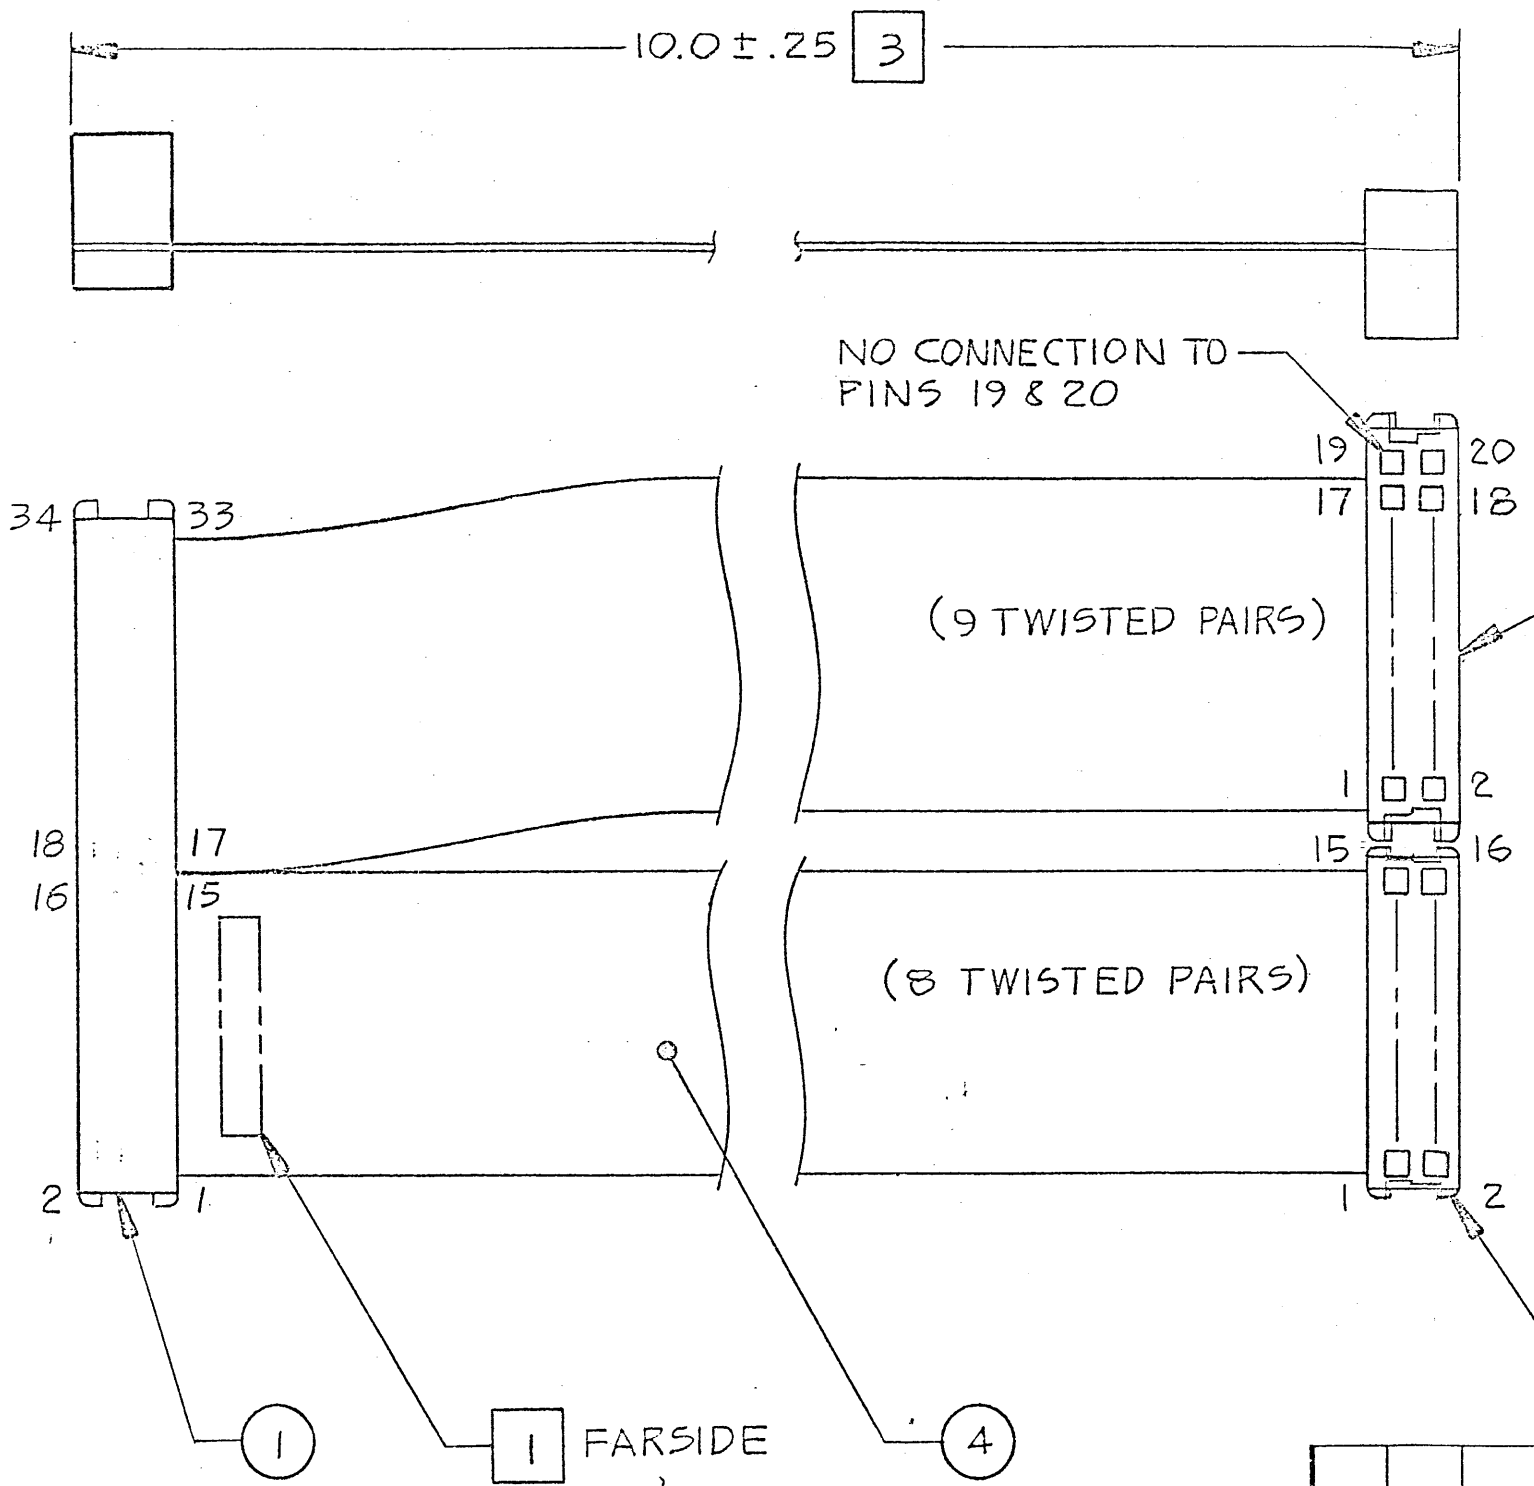 10.0 ± .25 3
NO CONNECTION TO
PINS 19 & 20
19 20
34 33
17 18
(9 TWISTED PAIRS)
1 2
18 17
15 16
16 15
(8 TWISTED PAIRS)
2 1
1 2
1
1 FARSIDE
4